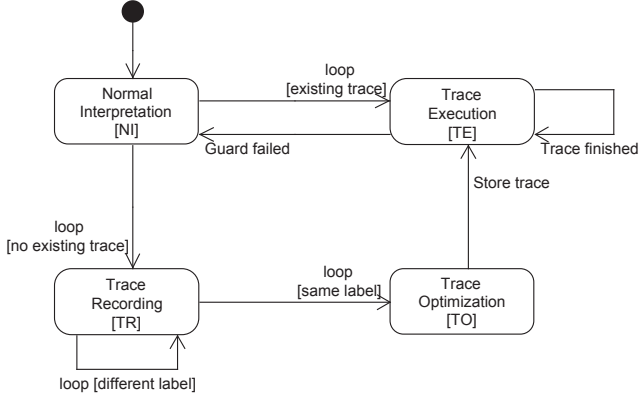 Normal
Interpretation
[NI]
loop
[existing trace]
Trace
Execution
[TE]
Guard failed
Trace finished
Store trace
loop
[no existing trace]
Trace
Recording
[TR]
loop
[same label]
Trace
Optimization
[TO]
loop [different label]